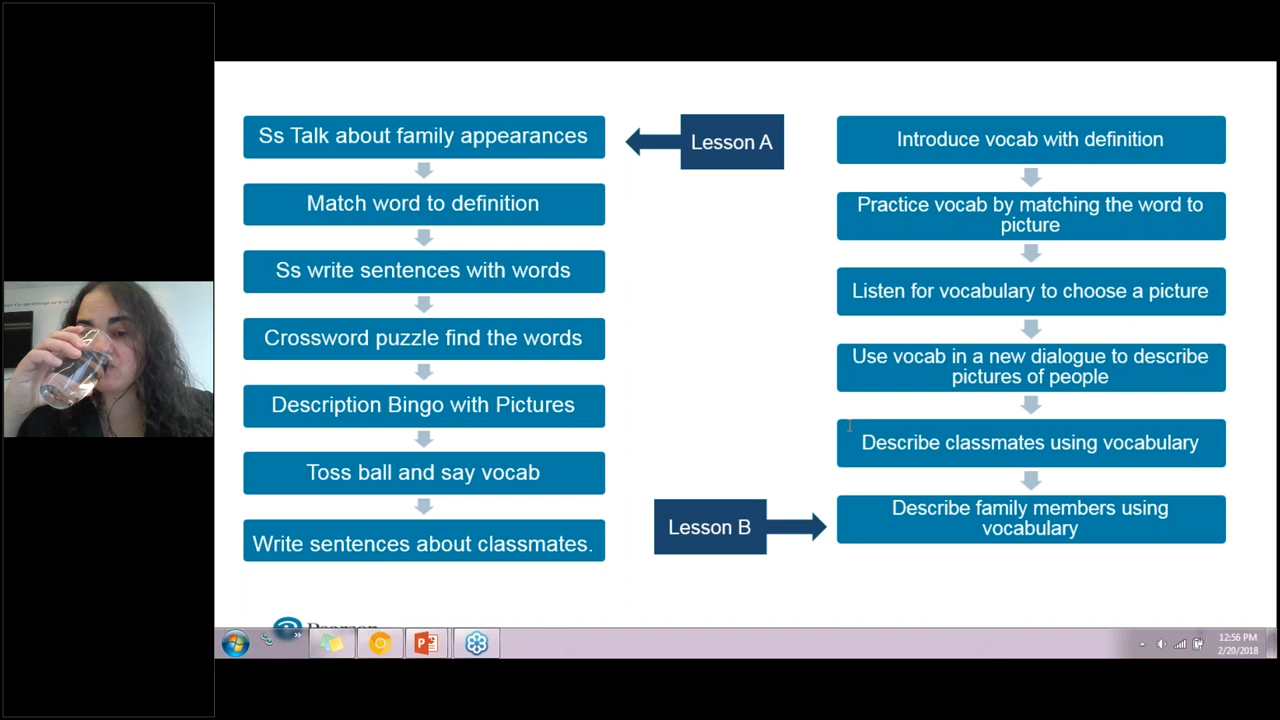 Ss Talk about family appearances
Match word to definition
Ss write sentences with words
Crossword puzzle find the words
Description Bingo with Pictures
Toss ball and say vocab
Write sentences about classmates.
Lesson A
Lesson B
Introduce vocab with definition
Practice vocab by matching the word to
picture
Listen for vocabulary to choose a picture
Use vocab in a new dialogue to describe
pictures of people
Describe classmates using vocabulary
Describe family members using
vocabulary
Pearson
12:56 PM
2/20/2018